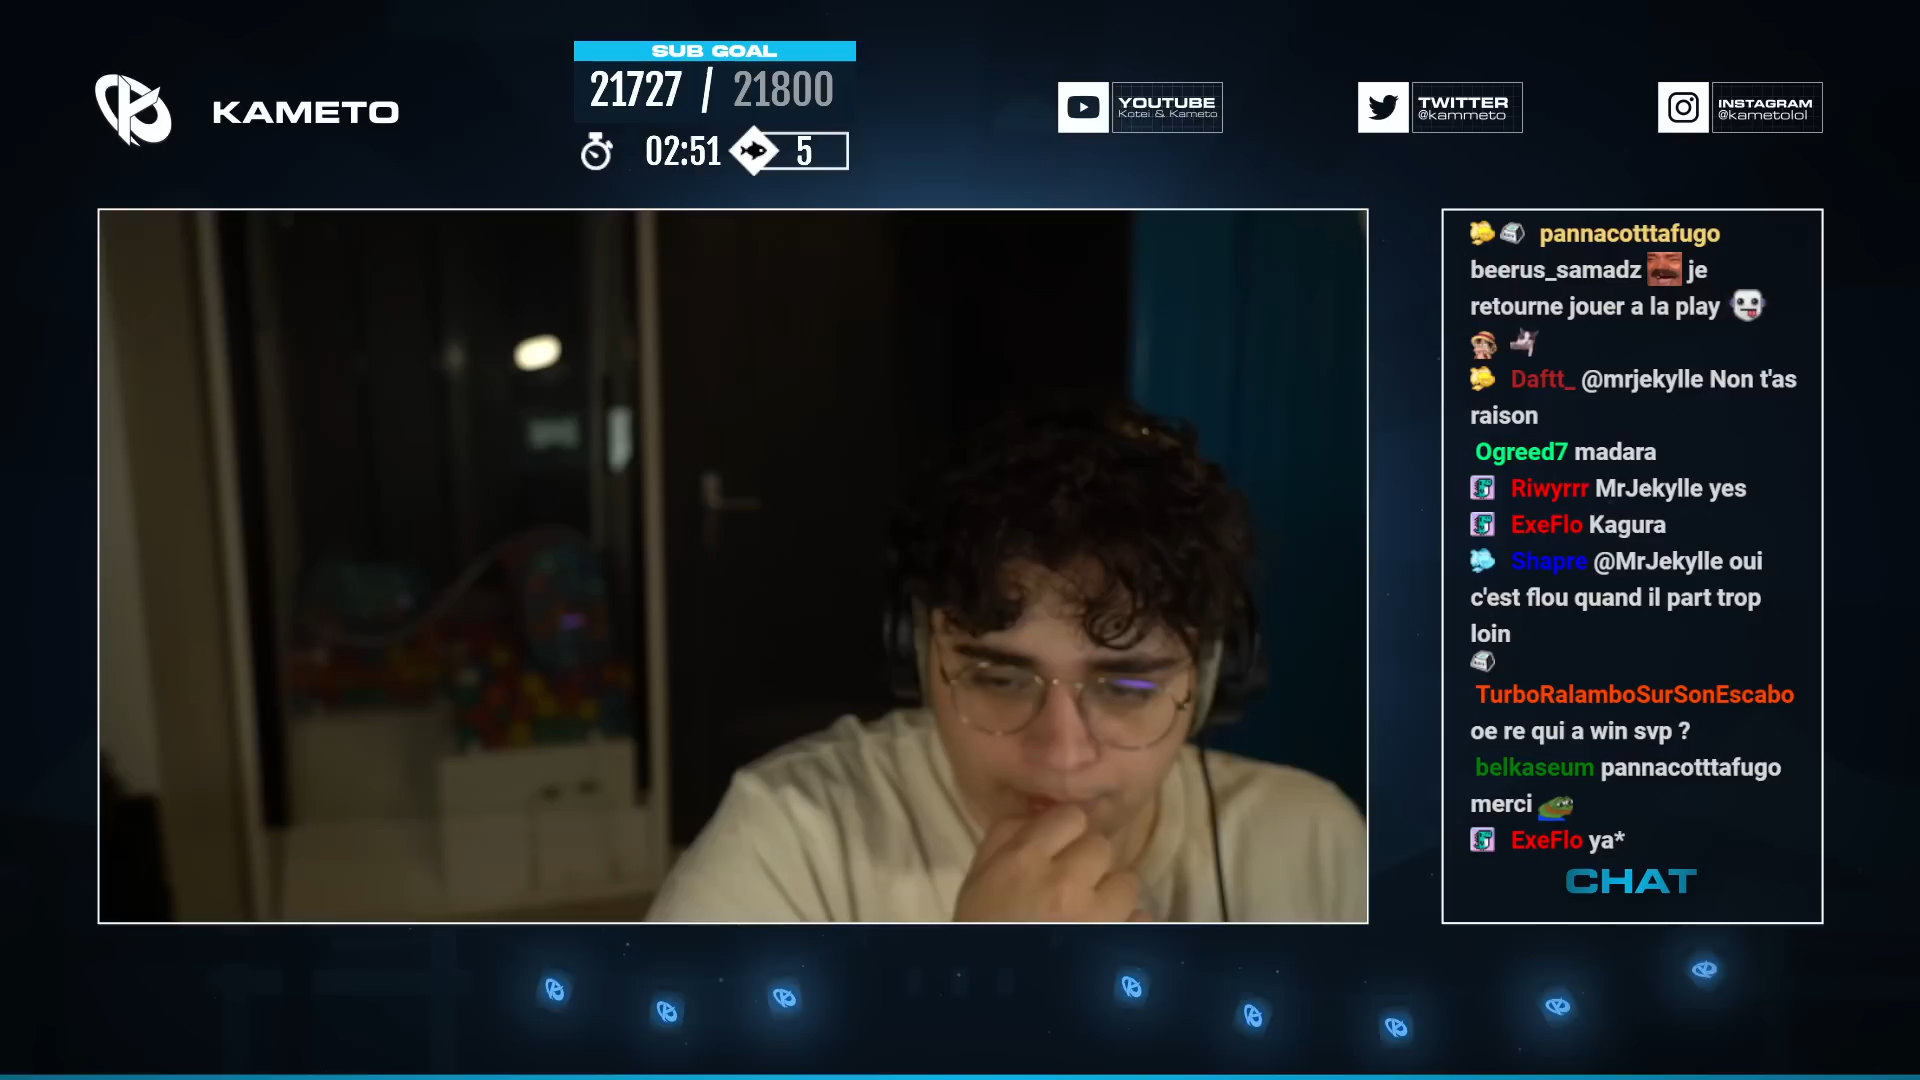 KAMETO
SUB GOAL
21727 / 21800
02:51
5
YOUTUBE
Kotei & Kameto
TWITTER
@kammeto
INSTAGRAM
@kametolol
pannacotttafugo
beerus_samadz je
retourne jouer a la play
Daftt_ @mrjekylle Non t'as
raison
Ogreed7 madara
Riwyrrr MrJekylle yes
ExeFlo Kagura
Shapre @MrJekylle oui
c'est flou quand il part trop
loin
TurboRalamboSurSonEscabo
oe re qui a win svp ?
belkaseum pannacotttafugo
merci
ExeFlo ya*
CHAT